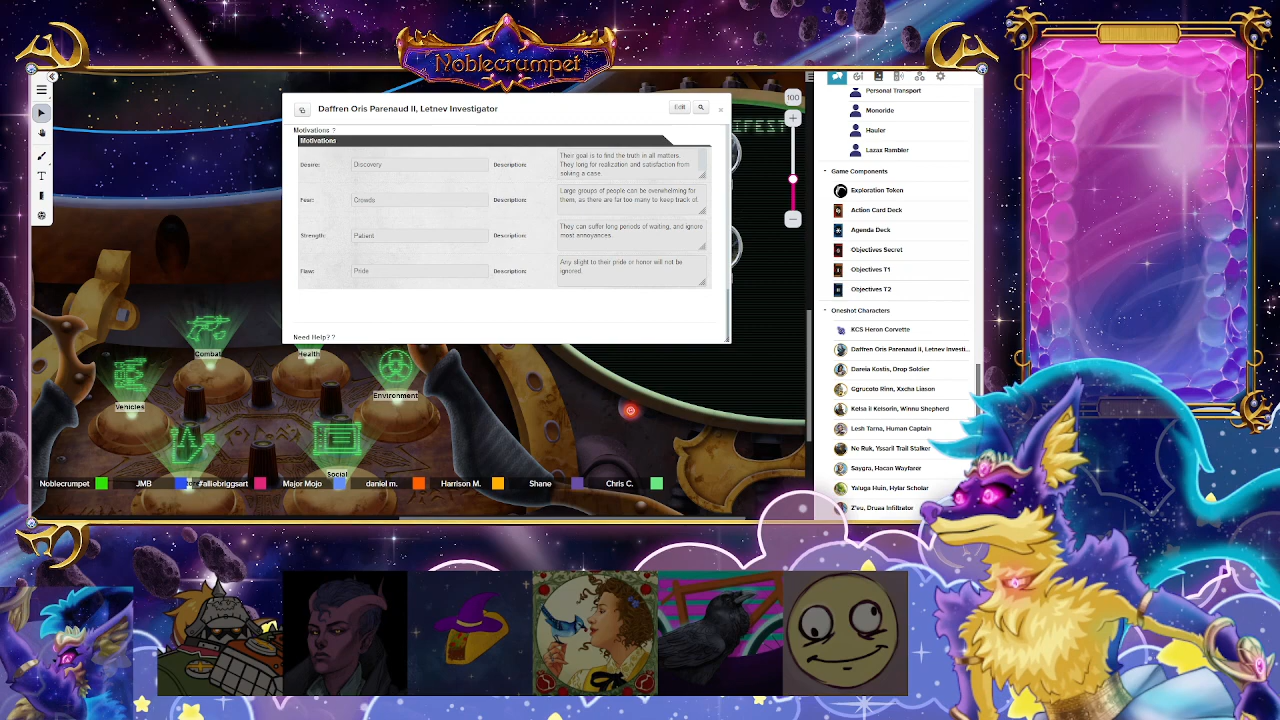 Noblecrumpet
Daffren Oris Parenaud II, Letnev Investigator
Edit
Motivations ?
Motivations
Desire:
Discovery
Description:
Their goal is to find the truth in all matters.
They long for realization and satisfaction from
solving a case.
Fear:
Crowds
Description:
Large groups of people can be overwhelming for
them, as there are far too many to keep track of.
Strength:
Patient
Description:
They can suffer long periods of waiting, and ignore
most annoyances.
Flaw:
Pride
Description:
Any slight to their pride or honor will not be
ignored.
Need Help? ?
100
Combat
Health
Vehicles
Environment
Social
Noblecrumpet
JMB
#alliebriggsart
Major Mojo
daniel m.
Harrison M.
Shane
Chris C.
Personal Transport
Monoride
Hauler
Lazax Rambler
Game Components
Exploration Token
Action Card Deck
Agenda Deck
Objectives Secret
Objectives T1
Objectives T2
Oneshot Characters
KCS Heron Corvette
Daffren Oris Parenaud II, Letnev Investi...
Dareia Kostis, Drop Soldier
Ggrucoto Rinn, Xxcha Liason
Kelsa il Kelsorin, Winnu Shepherd
Lesh Tarna, Human Captain
Ne Ruk, Yssaril Trail Stalker
Saygra, Hacan Wayfarer
Yaluga Huin, Hylar Scholar
Z'eu, Druaa Infiltrator